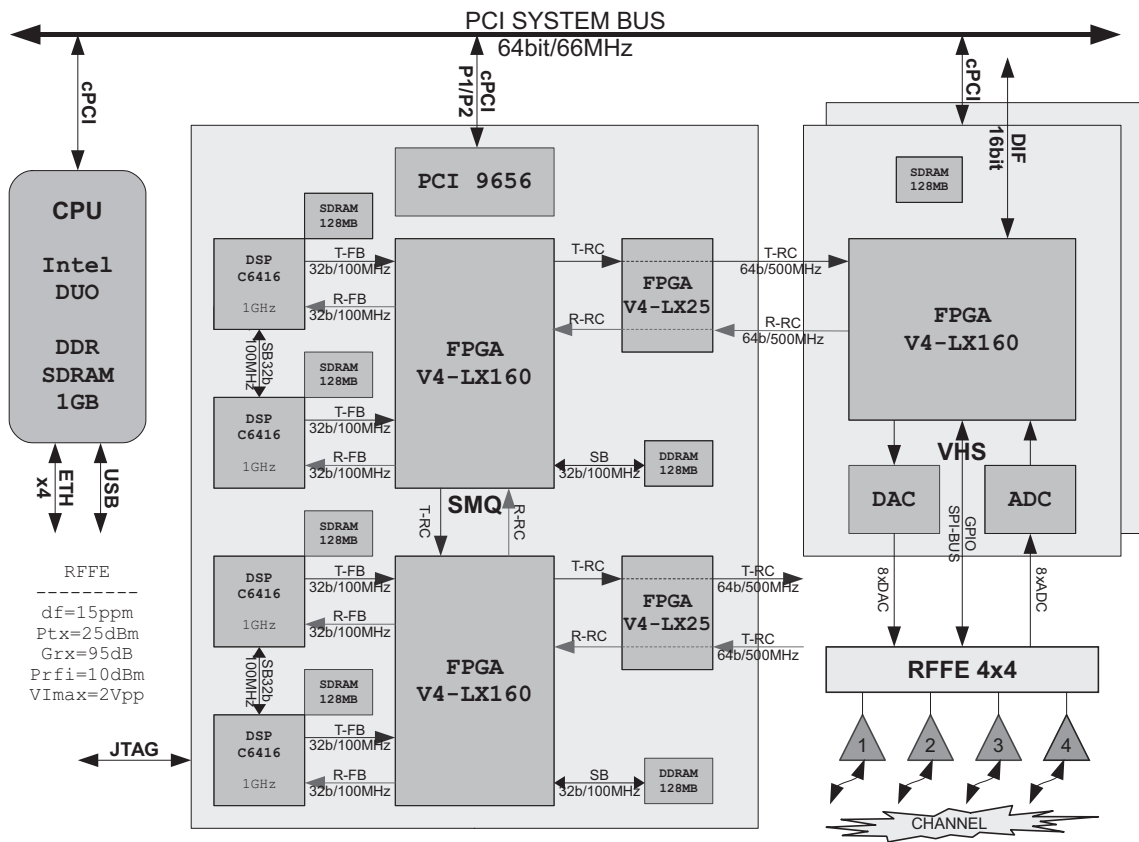 PCI SYSTEM BUS
64bit/66MHz
cPCI
cPCI
P1/P2
cPCI
DIF
16bit
CPU
Intel
DUO
DDR
SDRAM
1GB
ETH
x4
USB
RFFE
---------
df=15ppm
Ptx=25dBm
Grx=95dB
Prfi=10dBm
VImax=2Vpp
JTAG
PCI 9656
SDRAM
128MB
DSP
C6416
1GHz
T-FB
32b/100MHz
R-FB
32b/100MHz
SB32b
100MHz
SDRAM
128MB
DSP
C6416
1GHz
T-FB
32b/100MHz
R-FB
32b/100MHz
FPGA
V4-LX160
T-RC
R-RC
FPGA
V4-LX25
T-RC
64b/500MHz
R-RC
64b/500MHz
SB
32b/100MHz
DDRAM
128MB
SMQ
T-RC
R-RC
SDRAM
128MB
DSP
C6416
1GHz
T-FB
32b/100MHz
R-FB
32b/100MHz
SB32b
100MHz
SDRAM
128MB
DSP
C6416
1GHz
T-FB
32b/100MHz
R-FB
32b/100MHz
FPGA
V4-LX160
T-RC
R-RC
FPGA
V4-LX25
T-RC
64b/500MHz
T-RC
64b/500MHz
SB
32b/100MHz
DDRAM
128MB
SDRAM
128MB
FPGA
V4-LX160
VHS
DAC
ADC
GPIO
SPI-BUS
8xDAC
8xADC
RFFE 4x4
1
2
3
4
CHANNEL